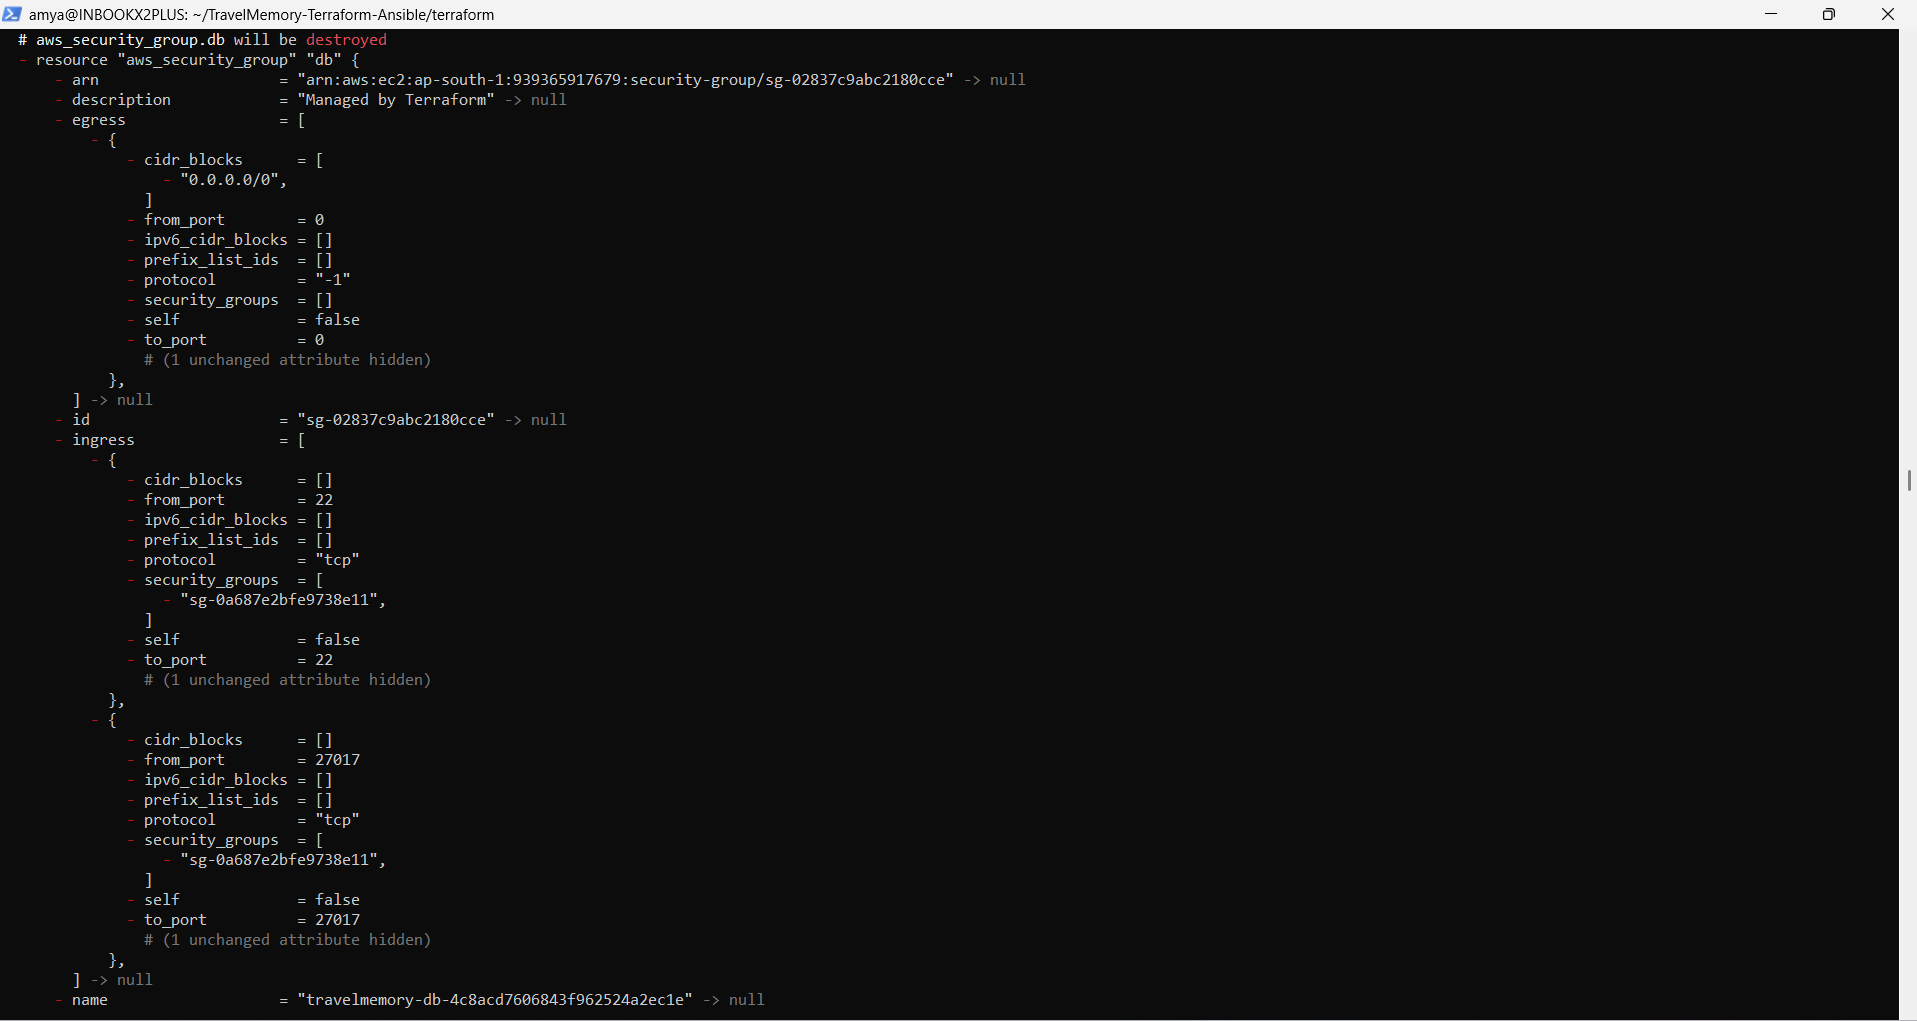 amya@INBOOKX2PLUS: ~/TravelMemory-Terraform-Ansible/terraform
# aws_security_group.db will be destroyed
- resource "aws_security_group" "db" {
- arn = "arn:aws:ec2:ap-south-1:939365917679:security-group/sg-02837c9abc2180cce" -> null
- description = "Managed by Terraform" -> null
- egress = [
- {
- cidr_blocks = [
- "0.0.0.0/0",
]
- from_port = 0
- ipv6_cidr_blocks = []
- prefix_list_ids = []
- protocol = "-1"
- security_groups = []
- self = false
- to_port = 0
# (1 unchanged attribute hidden)
},
] -> null
- id = "sg-02837c9abc2180cce" -> null
- ingress = [
- {
- cidr_blocks = []
- from_port = 22
- ipv6_cidr_blocks = []
- prefix_list_ids = []
- protocol = "tcp"
- security_groups = [
- "sg-0a687e2bfe9738e11",
]
- self = false
- to_port = 22
# (1 unchanged attribute hidden)
},
- {
- cidr_blocks = []
- from_port = 27017
- ipv6_cidr_blocks = []
- prefix_list_ids = []
- protocol = "tcp"
- security_groups = [
- "sg-0a687e2bfe9738e11",
]
- self = false
- to_port = 27017
# (1 unchanged attribute hidden)
},
] -> null
- name = "travelmemory-db-4c8acd7606843f962524a2ec1e" -> null